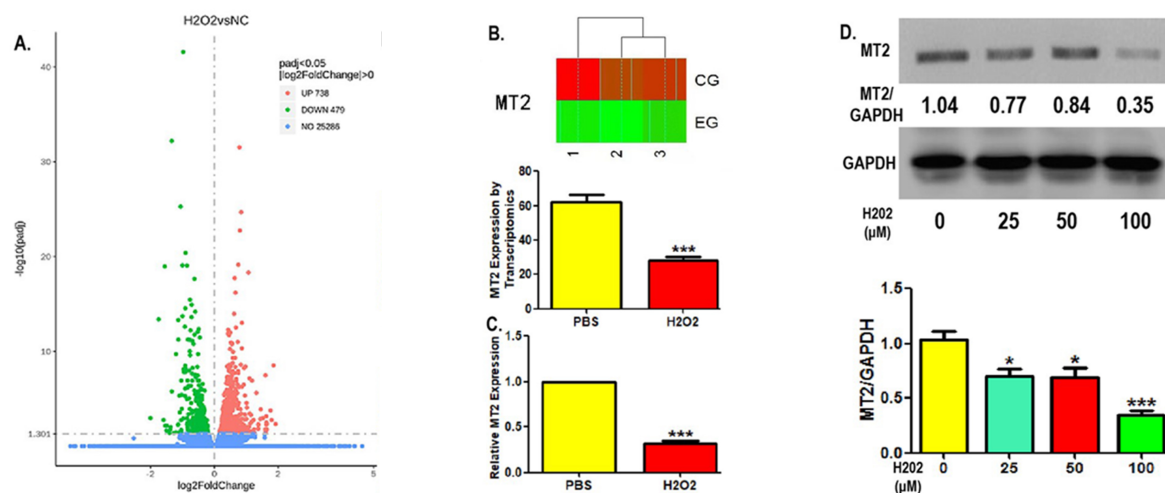 A.
H2O2vsNC
-log10(padj)
40
30
20
10
1.301
-2
0
2
5
log2FoldChange
padj<0.05
|log2FoldChange|>0
UP 738
DOWN 479
NO 25286
B.
MT2
CG
EG
1
2
3
MT2 Expression by
Transcriptomics
80
60
40
20
0
***
PBS
H2O2
C.
Relative MT2 Expression
1.5
1.0
0.5
0.0
***
PBS
H2O2
D.
MT2
MT2/
GAPDH
1.04 0.77 0.84 0.35
GAPDH
H202
(μM)
0 25 50 100
MT2/GAPDH
1.5
1.0
0.5
0.0
*
*
***
H202
(μM)
0 25 50 100